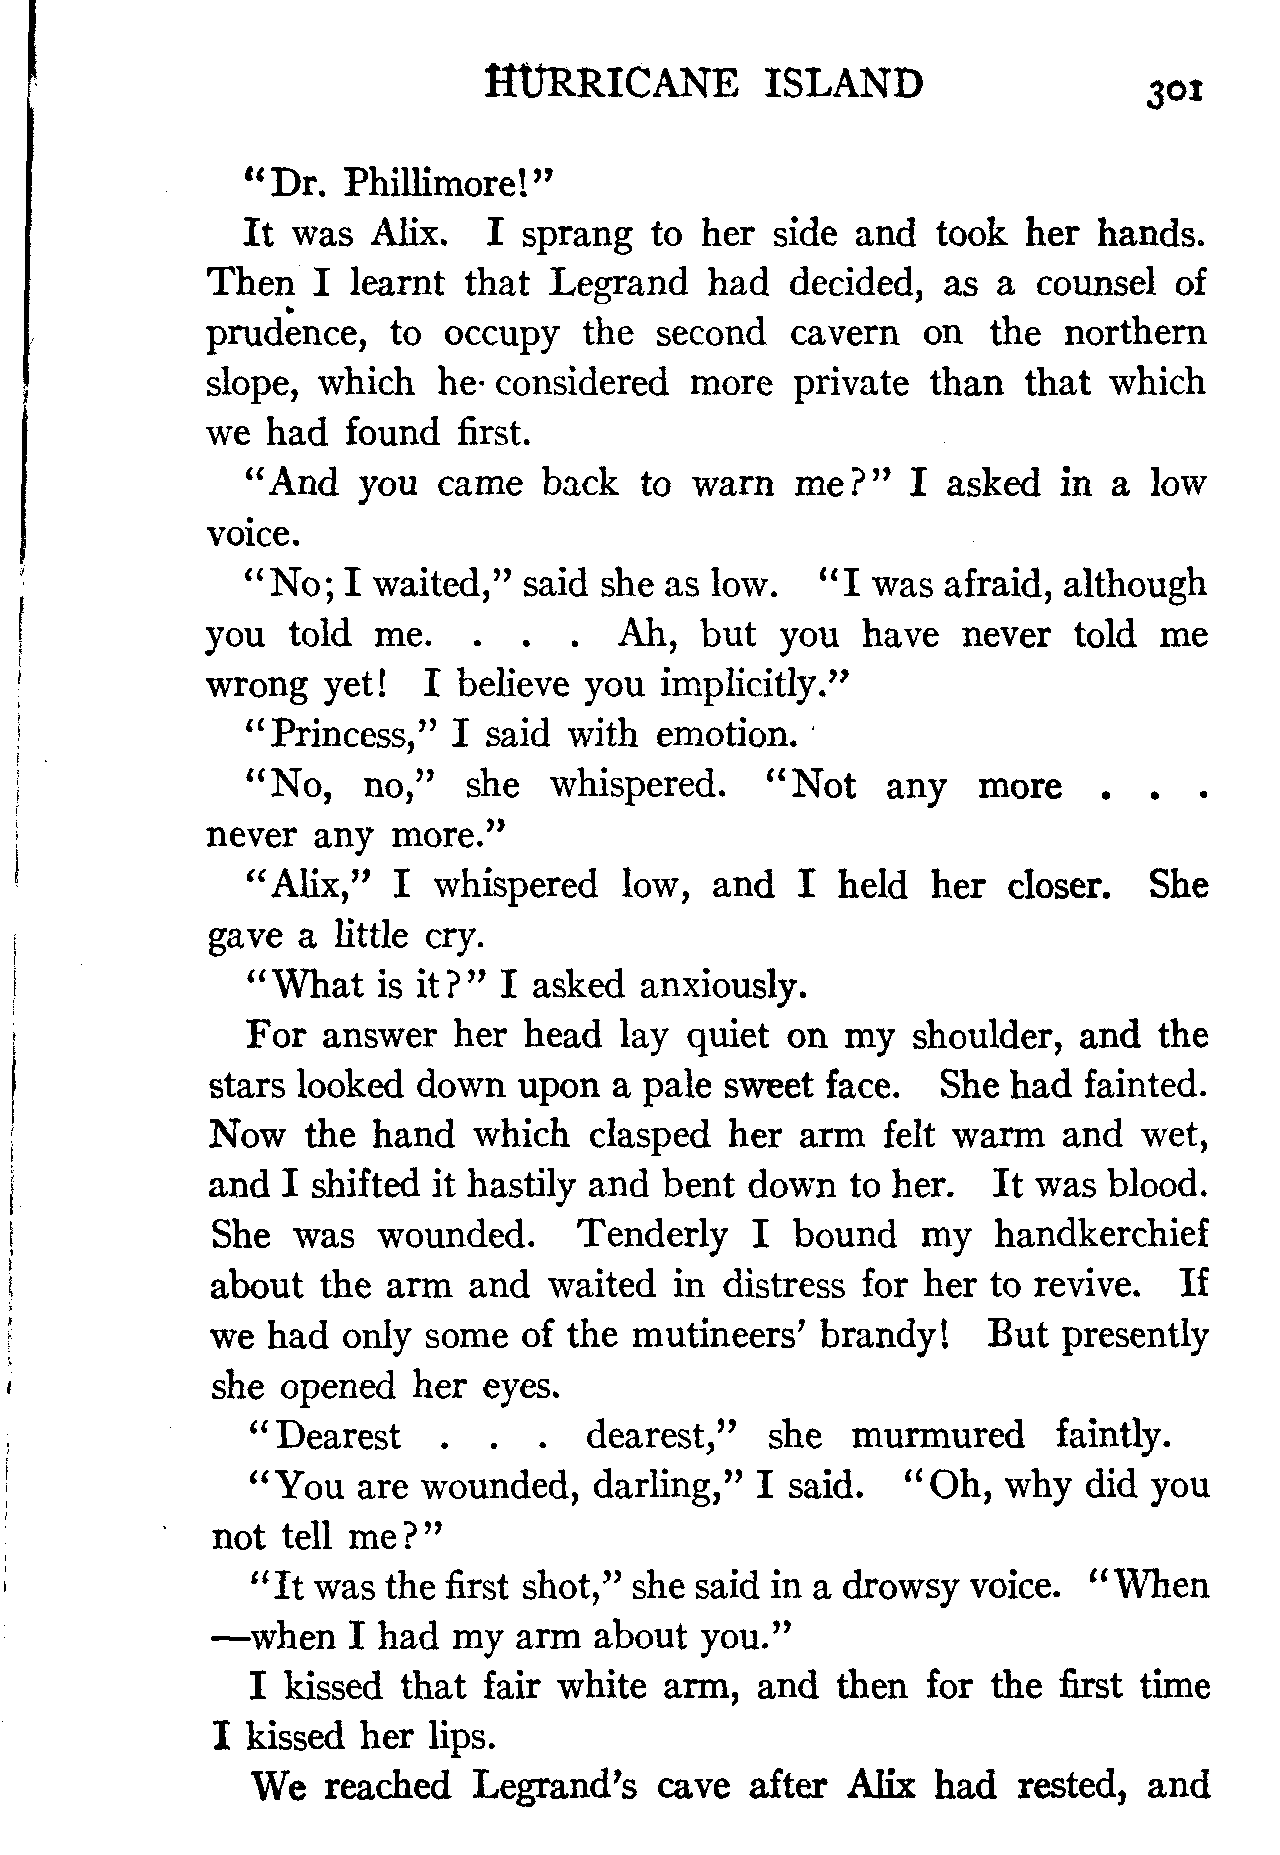 HURRICANE ISLAND 301
"Dr. Phillimore!"
It was Alix. I sprang to her side and took her hands.
Then I learnt that Legrand had decided, as a counsel of
prudence, to occupy the second cavern on the northern
slope, which he considered more private than that which
we had found first.
"And you came back to warn me?" I asked in a low
voice.
"No; I waited," said she as low. "I was afraid, although
you told me. . . . Ah, but you have never told me
wrong yet! I believe you implicitly."
"Princess," I said with emotion.
"No, no," she whispered. "Not any more . . .
never any more."
"Alix," I whispered low, and I held her closer. She
gave a little cry.
"What is it?" I asked anxiously.
For answer her head lay quiet on my shoulder, and the
stars looked down upon a pale sweet face. She had fainted.
Now the hand which clasped her arm felt warm and wet,
and I shifted it hastily and bent down to her. It was blood.
She was wounded. Tenderly I bound my handkerchief
about the arm and waited in distress for her to revive. If
we had only some of the mutineers' brandy! But presently
she opened her eyes.
"Dearest . . . dearest," she murmured faintly.
"You are wounded, darling," I said. "Oh, why did you
not tell me?"
"It was the first shot," she said in a drowsy voice. "When
—when I had my arm about you."
I kissed that fair white arm, and then for the first time
I kissed her lips.
We reached Legrand's cave after Alix had rested, and